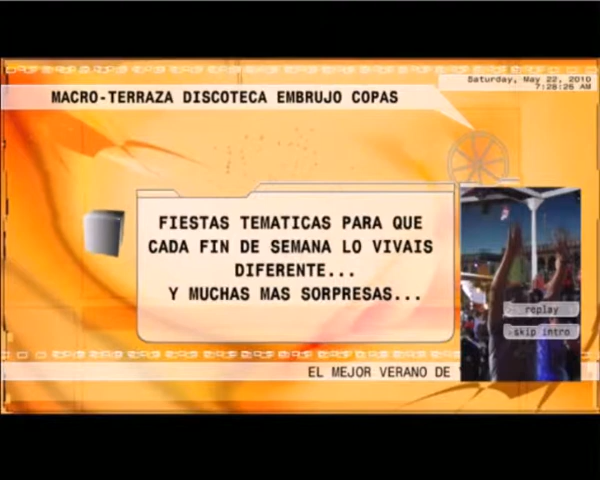 Saturday, May 22, 2010
7:28:26 AM
MACRO-TERRAZA DISCOTECA EMBRUJO COPAS
FIESTAS TEMATICAS PARA QUE
CADA FIN DE SEMANA LO VIVAIS
DIFERENTE...
Y MUCHAS MAS SORPRESAS...
replay
skip intro
EL MEJOR VERANO DE